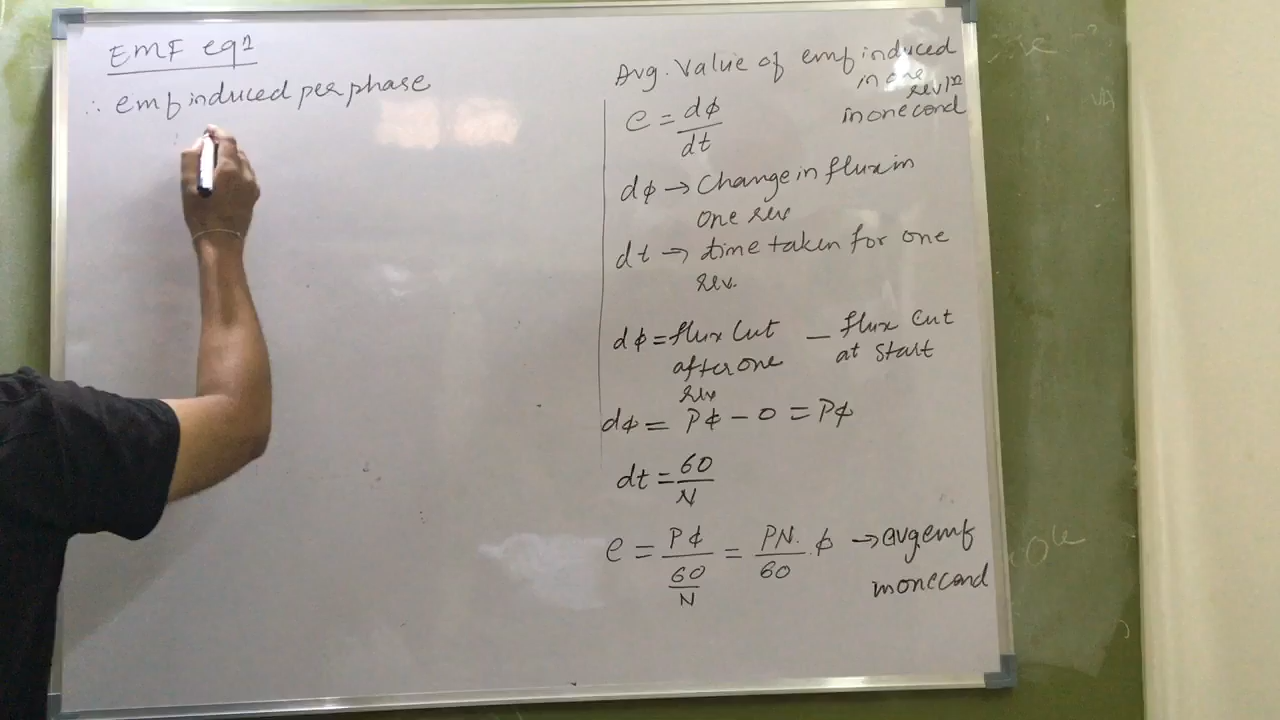 EMF eqn
∴ emf induced per phase
Avg. Value of emf induced
in one rev/n
in one cond
e = dϕ/dt
dϕ → Change in flux in
one rev
dt → time taken for one
rev.
dϕ = flux Cut after one rev − flux Cut at start
dϕ = Pϕ − 0 = Pϕ
dt = 60/N
e = Pϕ/(60/N) = PN/60 . ϕ → avg emf
in one cond